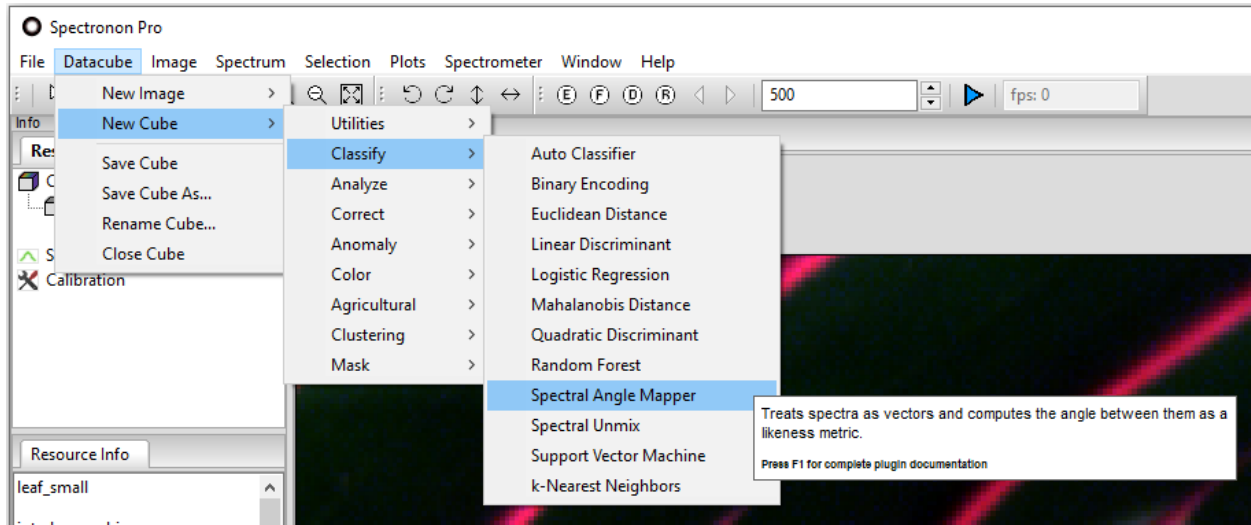 Spectronon Pro
File Datacube Image Spectrum Selection Plots Spectrometer Window Help
New Image
E F D R 500 fps: 0
Info
New Cube
Utilities
Save Cube
Classify
Auto Classifier
Save Cube As...
Analyze
Binary Encoding
Rename Cube...
Correct
Euclidean Distance
Close Cube
Anomaly
Linear Discriminant
Calibration
Color
Logistic Regression
Agricultural
Mahalanobis Distance
Clustering
Quadratic Discriminant
Mask
Random Forest
Spectral Angle Mapper
Treats spectra as vectors and computes the angle between them as a
likeness metric.
Press F1 for complete plugin documentation
Spectral Unmix
Support Vector Machine
k-Nearest Neighbors
Resource Info
leaf_small